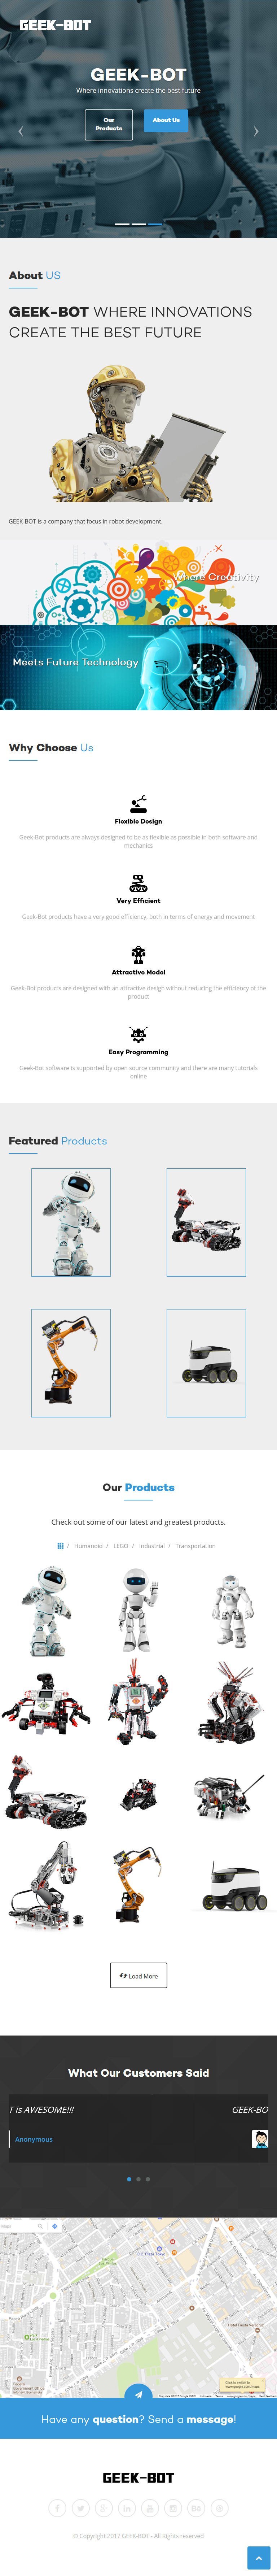 GEEK-BOT
GEEK-BOT
Where innovations create the best future
Our
Products
About Us
About US
GEEK-BOT WHERE INNOVATIONS
CREATE THE BEST FUTURE
GEEK-BOT is a company that focus in robot development.
Where Creativity
Meets Future Technology
Why Choose Us
Flexible Design
Geek-Bot products are always designed to be as flexible as possible in both software and
mechanics
Very Efficient
Geek-Bot products have a very good efficiency, both in terms of energy and movement
Attractive Model
Geek-Bot products are designed with an attractive design without reducing the efficiency of the
product
Easy Programming
Geek-Bot software is supported by open source community and there are many tutorials
online
Featured Products
Our Products
Check out some of our latest and greatest products.
/ Humanoid / LEGO / Industrial / Transportation
Load More
What Our Customers Said
T is AWESOME!!!
GEEK-BO
Anonymous
Have any question? Send a message!
GEEK-BOT
© Copyright 2017 GEEK-BOT - All Rights reserved